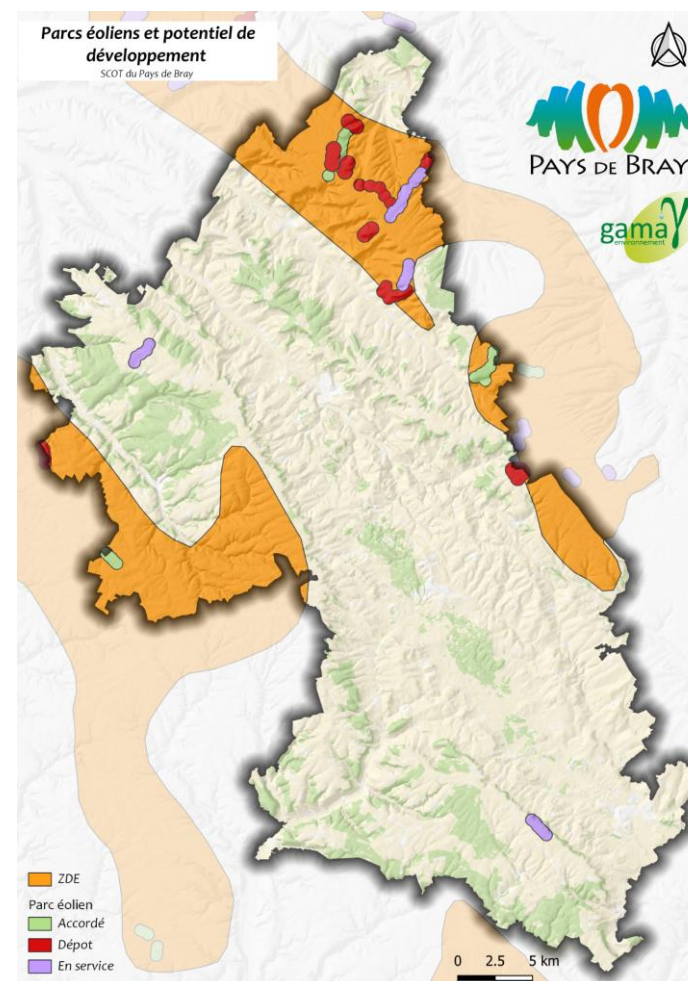 Parcs éoliens et potentiel de
développement
SCOT du Pays de Bray
PAYS DE BRAY
gama
environnement
ZDE
Parc éolien
Accordé
Dépot
En service
0 2.5 5 km